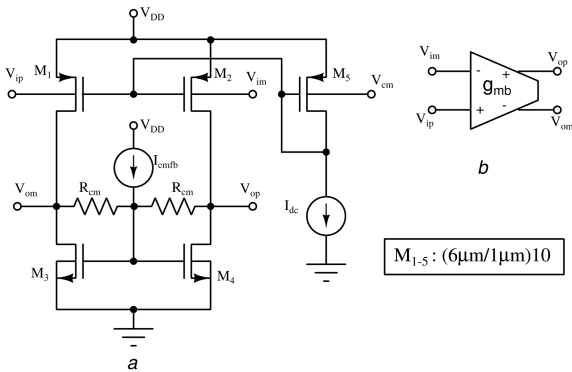 V_DD
M_1
M_2
M_5
V_ip
V_im
V_cm
V_DD
I_cmfb
R_cm
R_cm
V_om
V_op
I_dc
M_3
M_4
a
V_im
V_ip
- +
g_mb
+ -
V_op
V_om
b
M_1-5 : (6μm/1μm)10